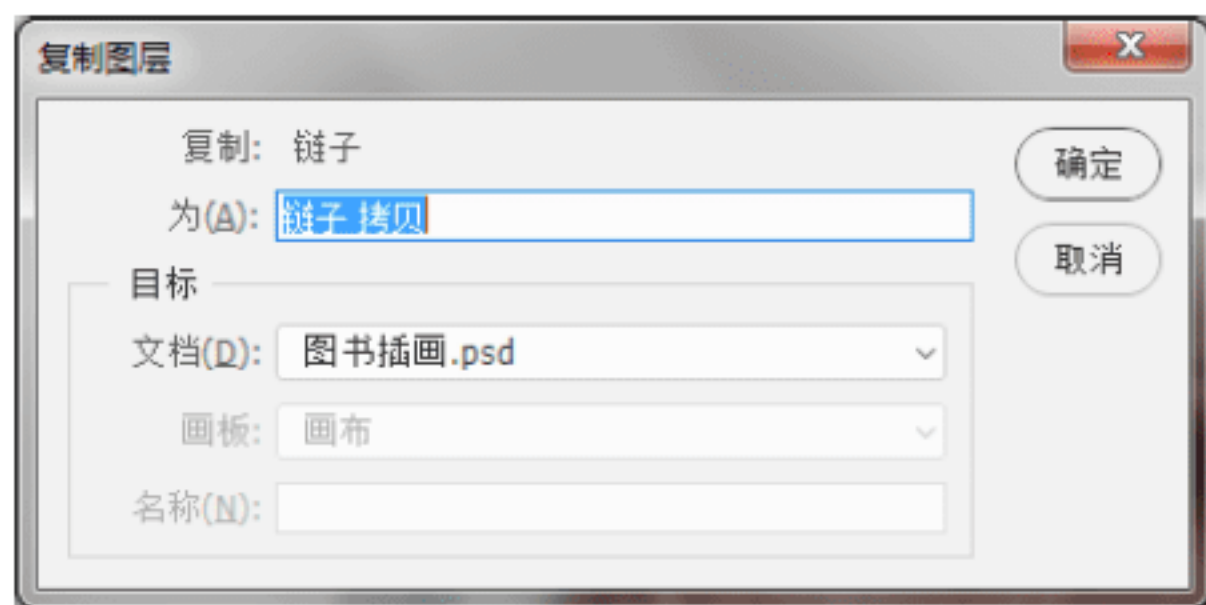 复制图层
复制: 链子
为(A): 链子 拷贝
确定
取消
目标
文档(D): 图书插画.psd
画板: 画布
名称(N):